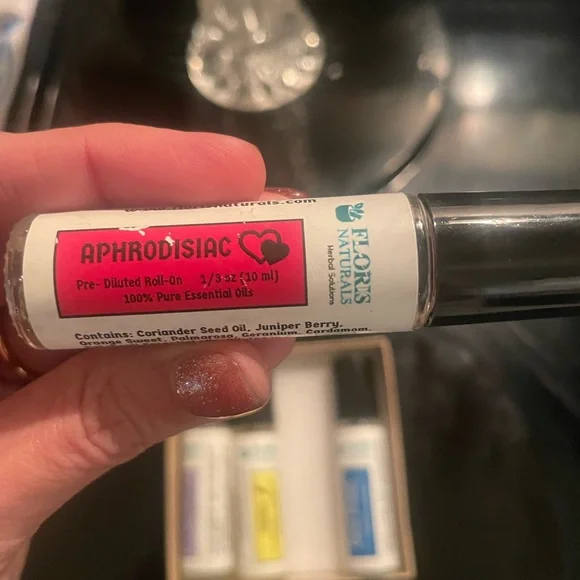 APHRODISIAC
Pre- Diluted Roll-On 1/3 oz (10 ml)
100% Pure Essential Oils
Contains: Coriander Seed Oil, Juniper Berry,
Orange Sweet, Palmarosa, Geranium, Cardamom,
FLORES
NATURALS
Herbal Solutions